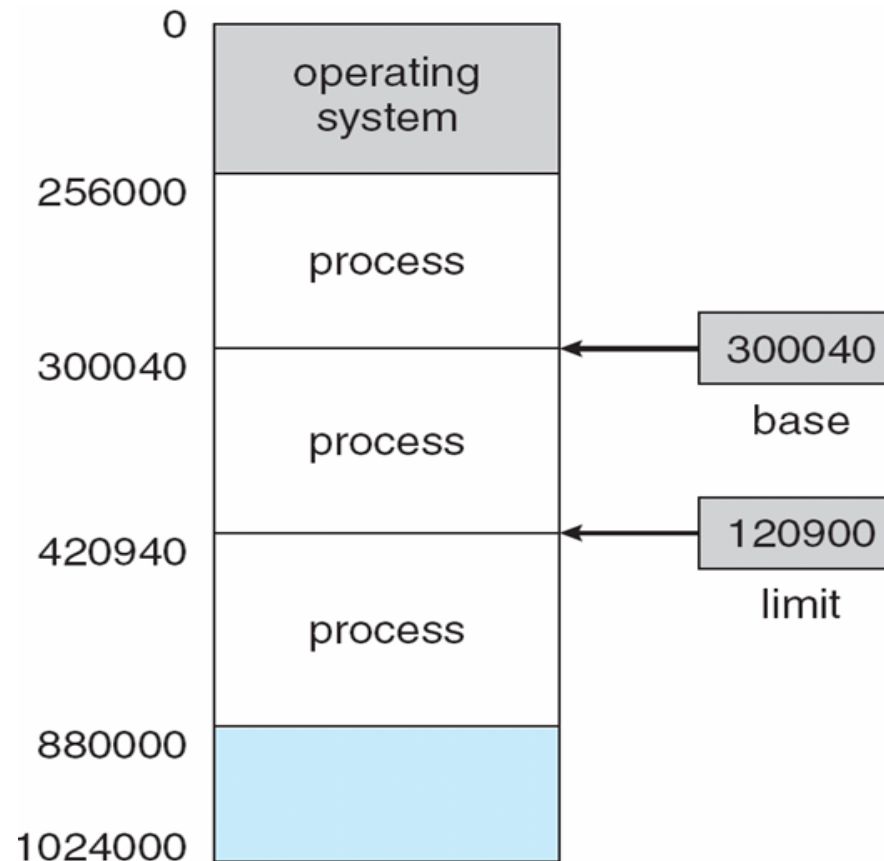 0
operating
system
256000
process
300040
300040
base
process
420940
120900
limit
process
880000
1024000